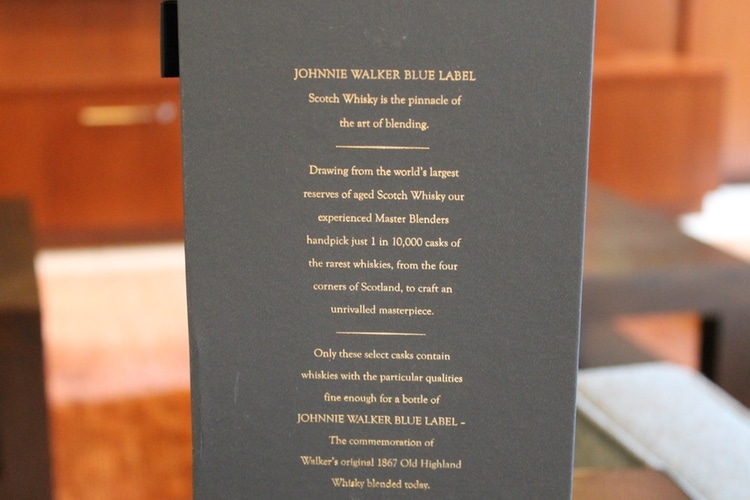 JOHNNIE WALKER BLUE LABEL
Scotch Whisky is the pinnacle of
the art of blending.
Drawing from the world's largest
reserves of aged Scotch Whisky our
experienced Master Blenders
handpick just 1 in 10,000 casks of
the rarest whiskies, from the four
corners of Scotland, to craft an
unrivalled masterpiece.
Only these select casks contain
whiskies with the particular qualities
fine enough for a bottle of
JOHNNIE WALKER BLUE LABEL –
The commemoration of
Walker's original 1867 Old Highland
Whisky blended today.